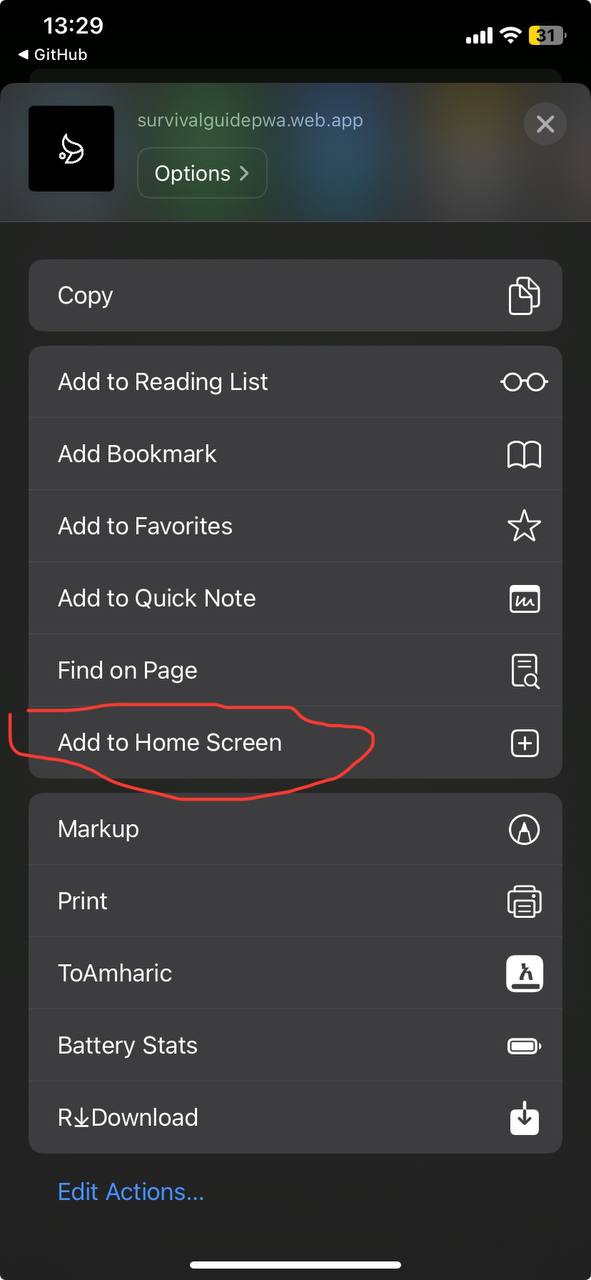 13:29
31
◀ GitHub
survivalguidepwa.web.app
Options >
Copy
Add to Reading List
Add Bookmark
Add to Favorites
Add to Quick Note
Find on Page
Add to Home Screen
Markup
Print
ToAmharic
ትፘ
Battery Stats
R↓Download
Edit Actions...